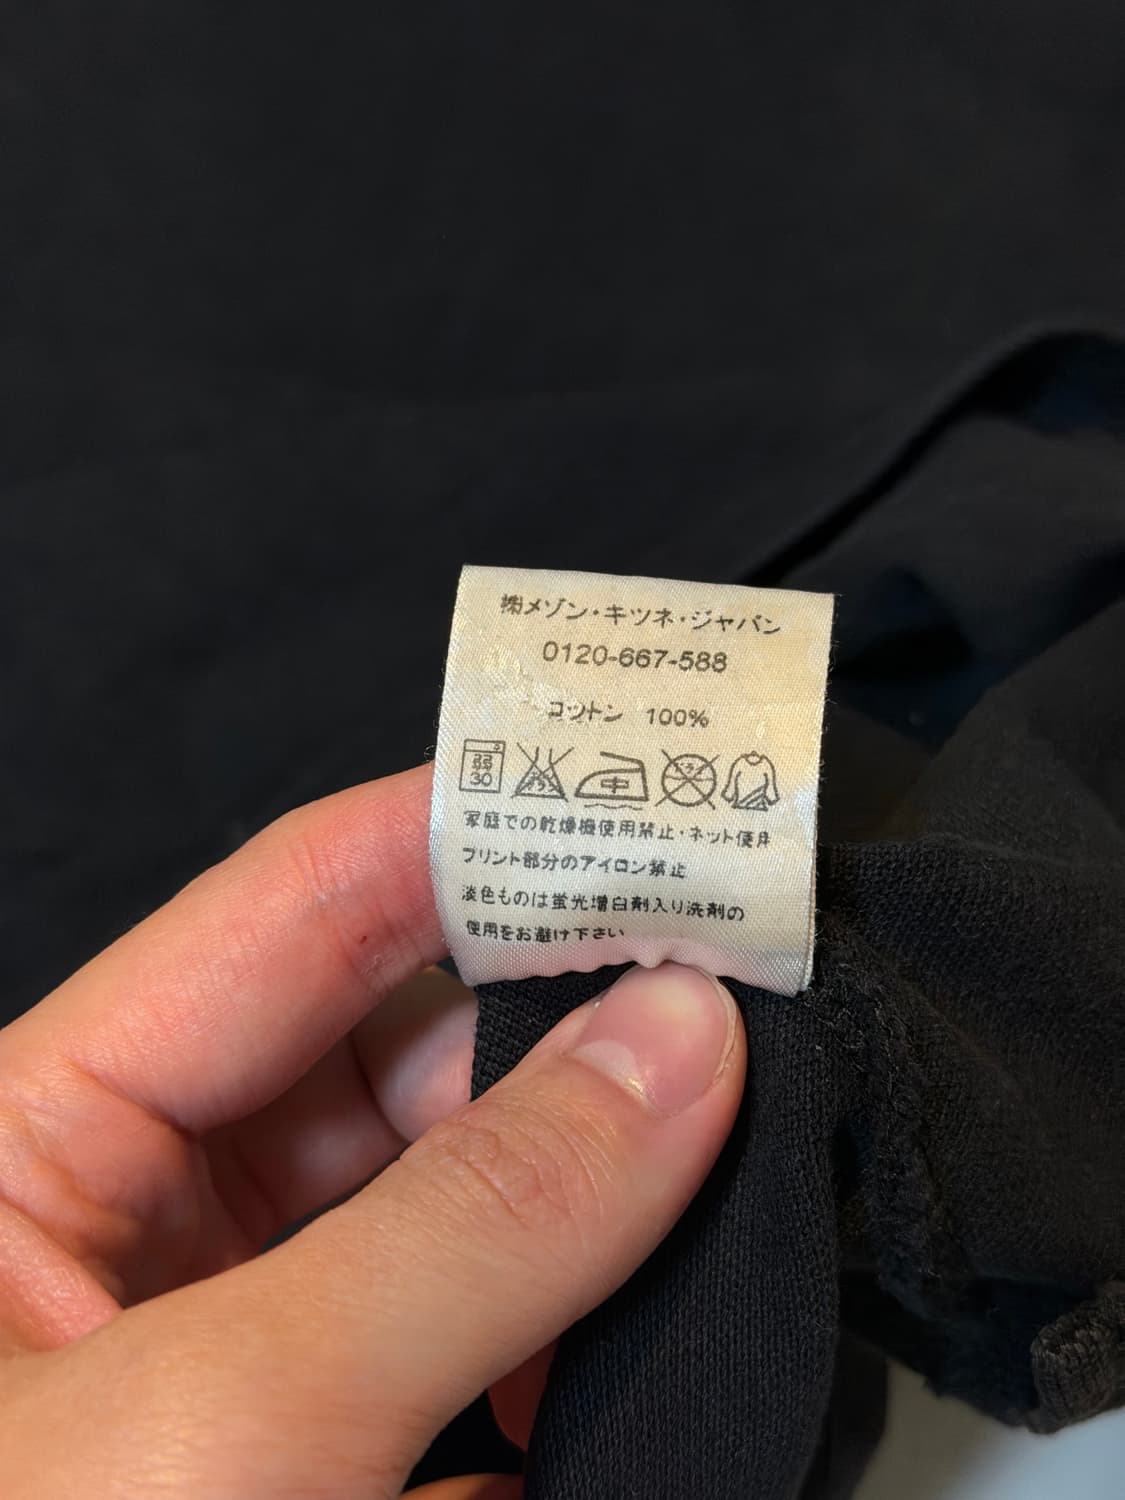 ㈱メゾン・キツネ・ジャパン
0120-667-588
コットン 100%
30
中
家庭での乾燥機使用禁止・ネット使用
プリント部分のアイロン禁止
淡色ものは蛍光増白剤入り洗剤の
使用をお避け下さい